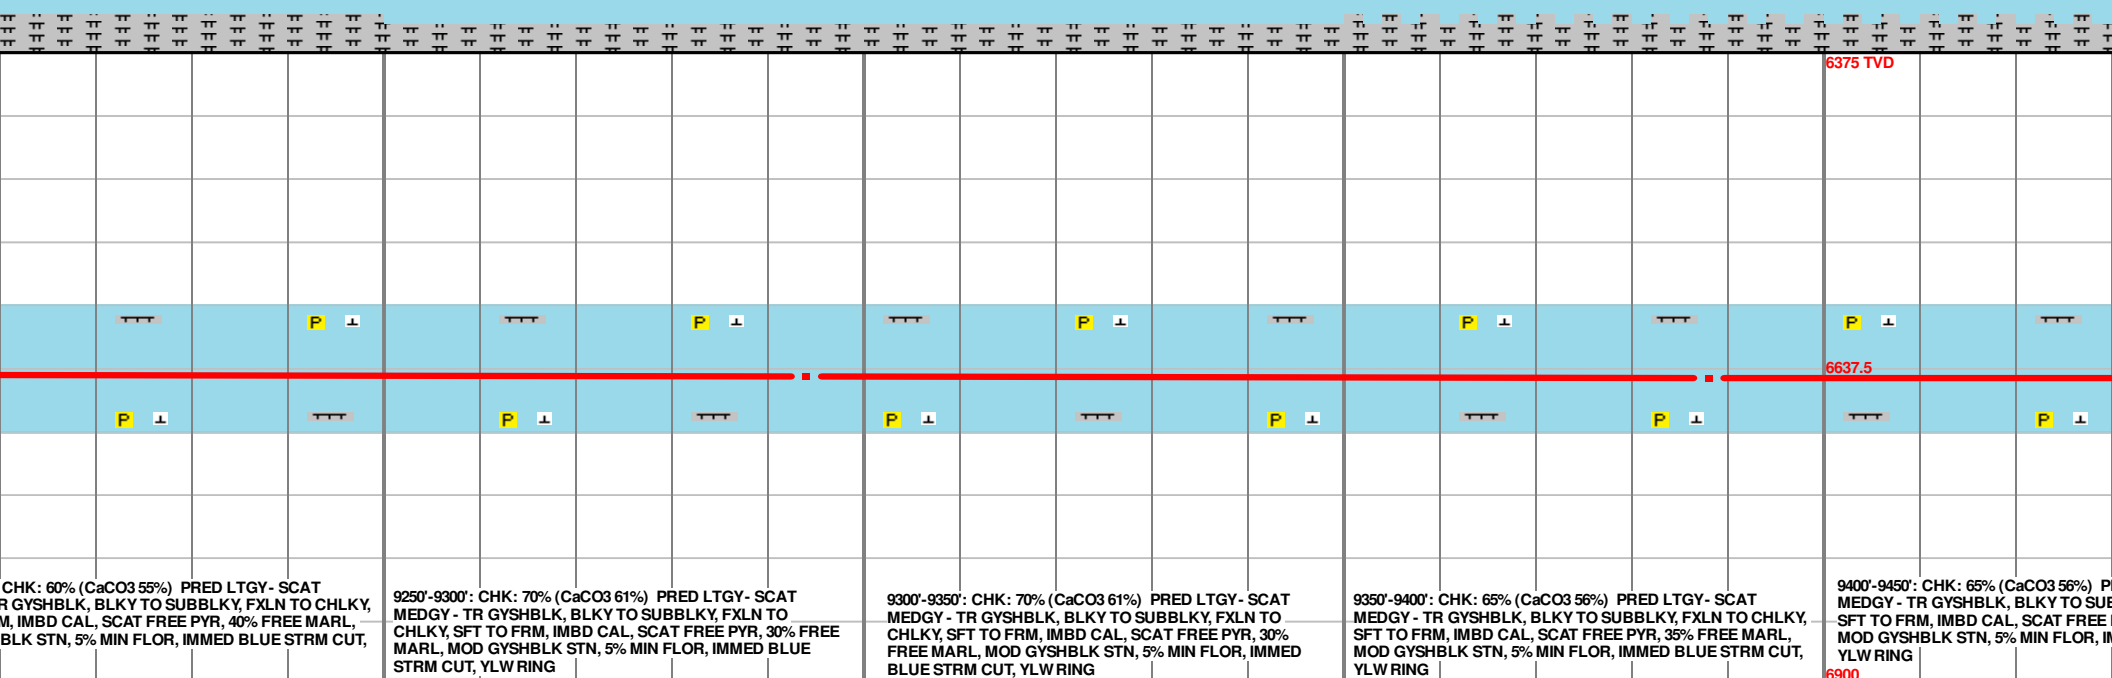 6375 TVD
P
P
P
P
P
6637.5
P
P
P
P
P
P
CHK: 60% (CaCO3 55%) PRED LTGY- SCAT
R GYSHBLK, BLKY TO SUBBLKY, FXLN TO CHLKY,
M, IMBD CAL, SCAT FREE PYR, 40% FREE MARL,
BLK STN, 5% MIN FLOR, IMMED BLUE STRM CUT,
9250'-9300': CHK: 70% (CaCO3 61%) PRED LTGY- SCAT
MEDGY - TR GYSHBLK, BLKY TO SUBBLKY, FXLN TO
CHLKY, SFT TO FRM, IMBD CAL, SCAT FREE PYR, 30% FREE
MARL, MOD GYSHBLK STN, 5% MIN FLOR, IMMED BLUE
STRM CUT, YLW RING
9300'-9350': CHK: 70% (CaCO3 61%) PRED LTGY- SCAT
MEDGY - TR GYSHBLK, BLKY TO SUBBLKY, FXLN TO
CHLKY, SFT TO FRM, IMBD CAL, SCAT FREE PYR, 30%
FREE MARL, MOD GYSHBLK STN, 5% MIN FLOR, IMMED
BLUE STRM CUT, YLW RING
9350'-9400': CHK: 65% (CaCO3 56%) PRED LTGY- SCAT
MEDGY - TR GYSHBLK, BLKY TO SUBBLKY, FXLN TO CHLKY,
SFT TO FRM, IMBD CAL, SCAT FREE PYR, 35% FREE MARL,
MOD GYSHBLK STN, 5% MIN FLOR, IMMED BLUE STRM CUT,
YLW RING
9400'-9450': CHK: 65% (CaCO3 56%)
MEDGY - TR GYSHBLK, BLKY TO SUB
SFT TO FRM, IMBD CAL, SCAT FREE
MOD GYSHBLK STN, 5% MIN FLOR,
YLW RING
6900